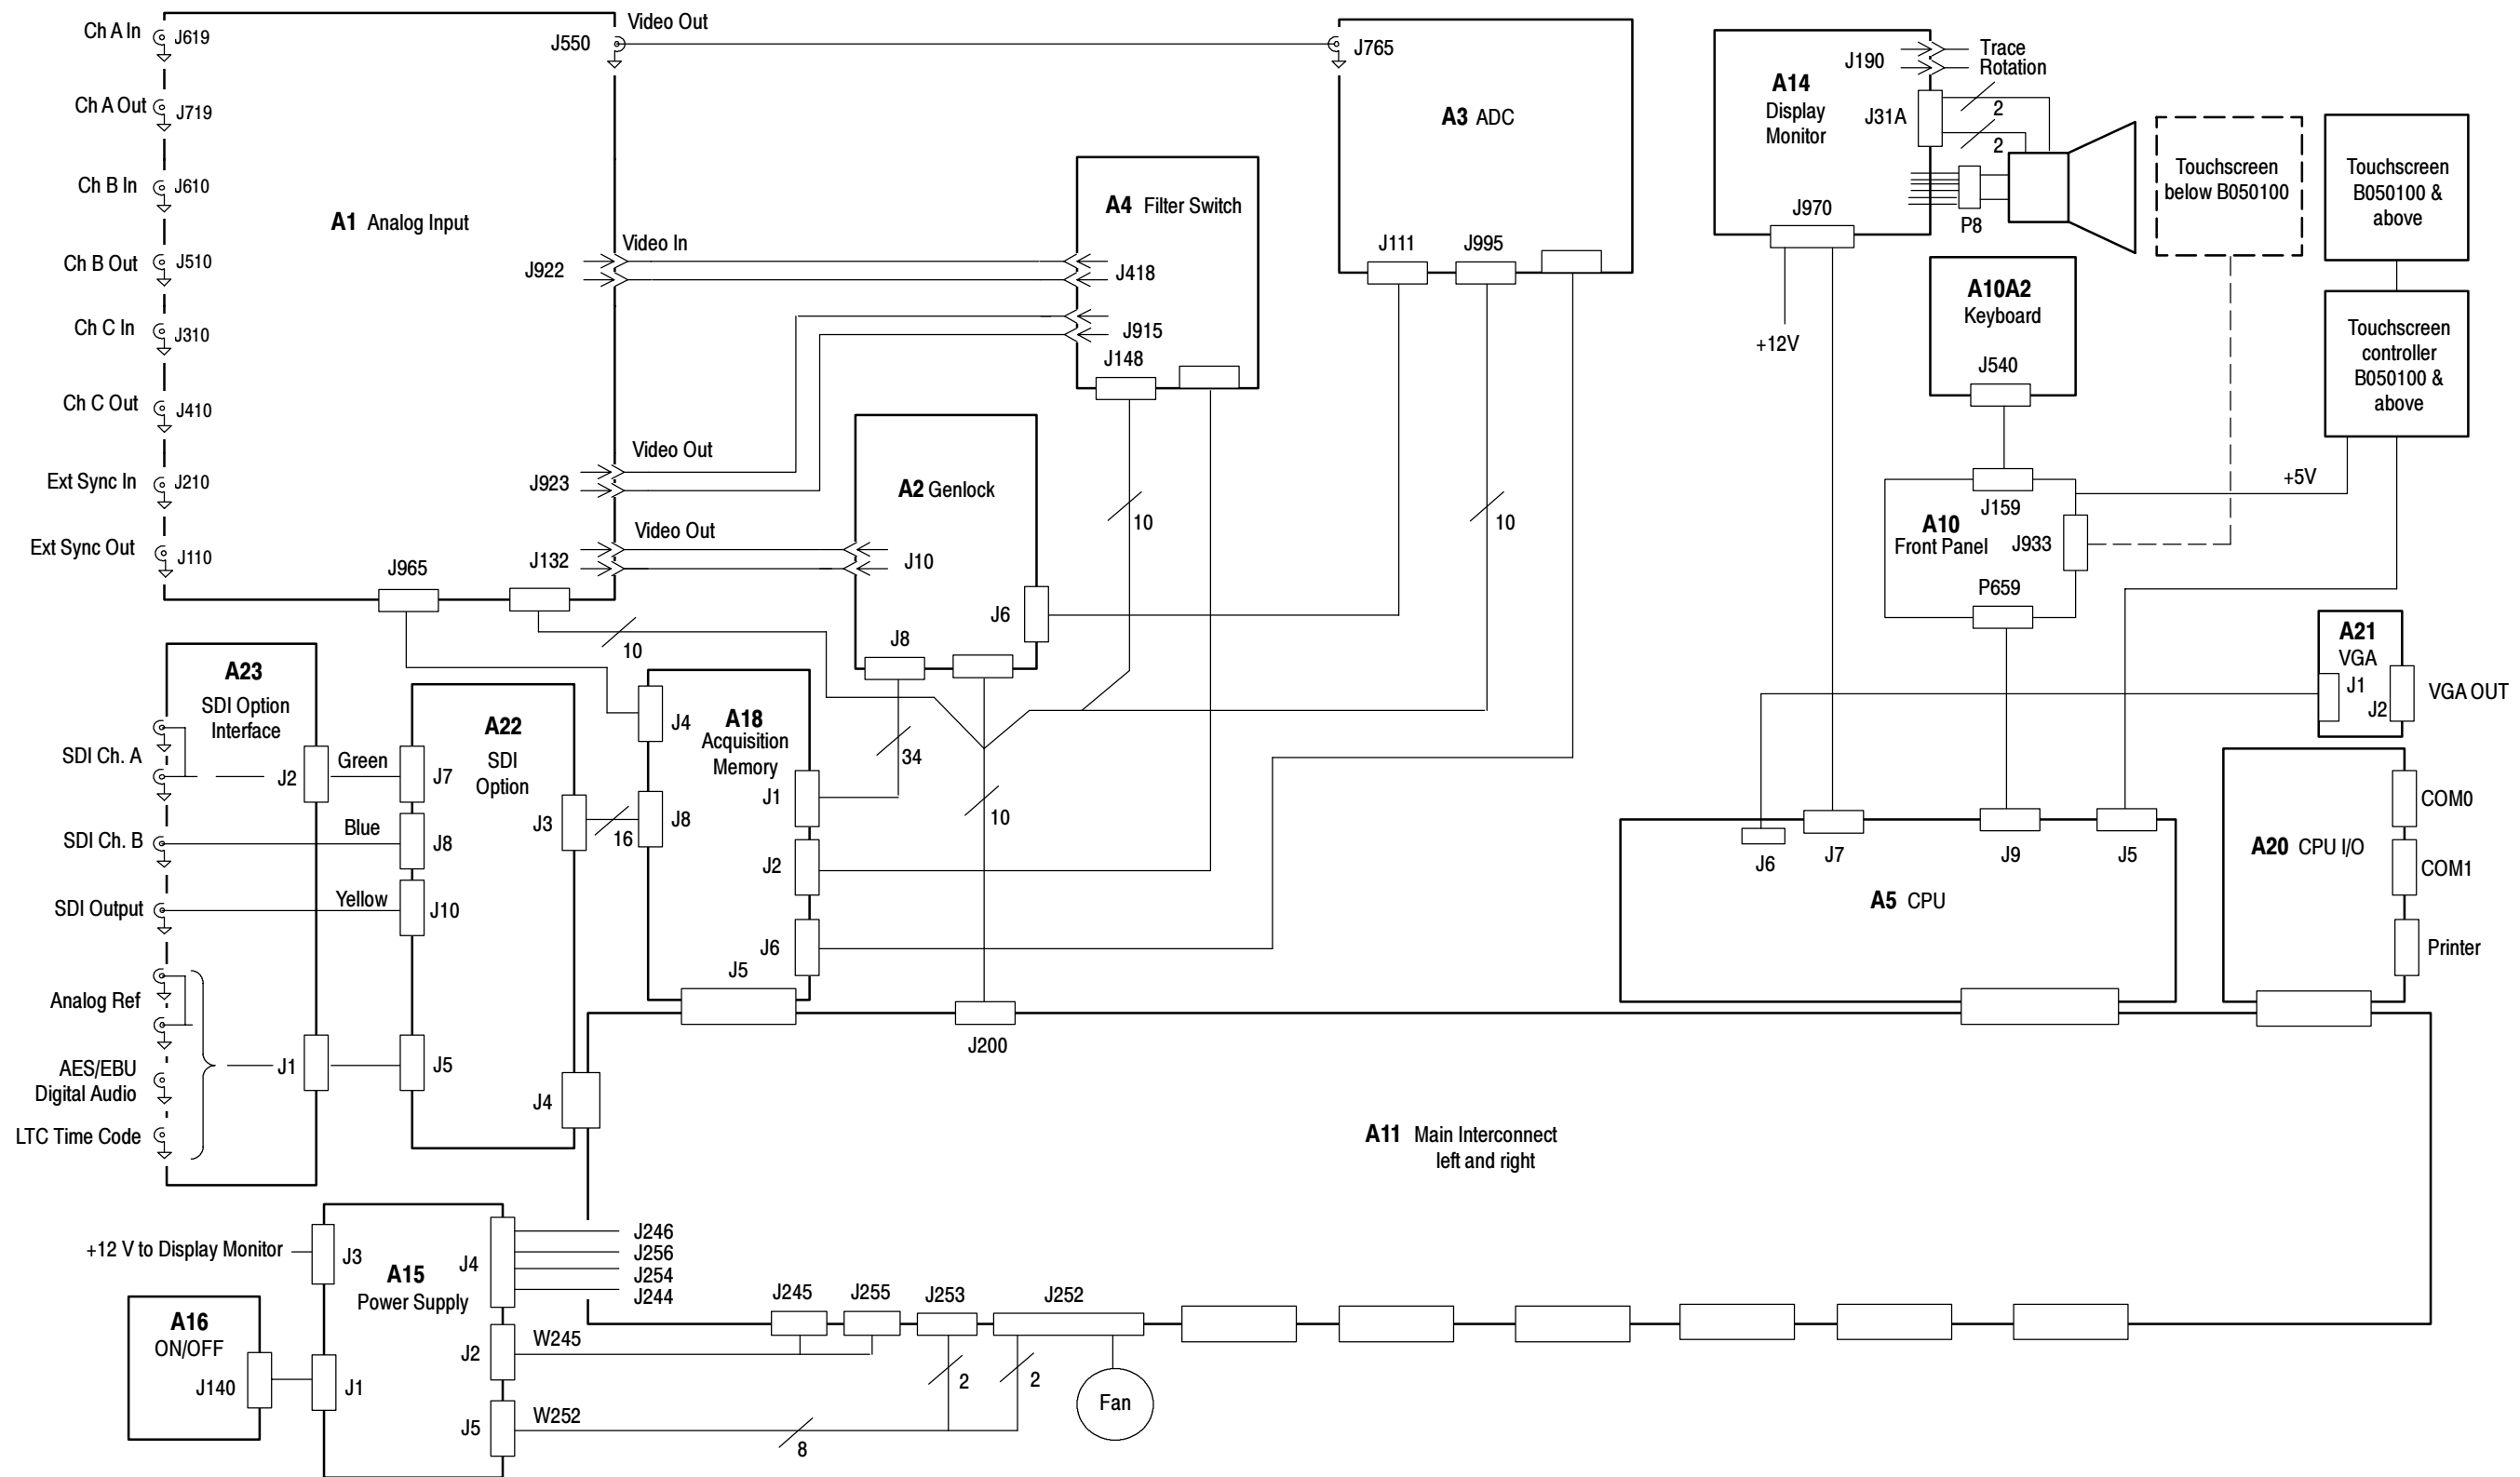 Ch A In
J619
Ch A Out
J719
Ch B In
J610
Ch B Out
J510
Ch C In
J310
Ch C Out
J410
Ext Sync In
J210
Ext Sync Out
J110
A1 Analog Input
J550
Video Out
J922
Video In
J923
Video Out
J132
Video Out
J965
10
J765
A3 ADC
J111
J995
10
A4 Filter Switch
J418
J915
J148
10
A2 Genlock
J10
J6
J8
34
10
A14
Display
Monitor
J190
Trace
Rotation
J31A
2
2
P8
J970
+12V
Touchscreen
below B050100
Touchscreen
B050100 &
above
Touchscreen
controller
B050100 &
above
+5V
A10A2
Keyboard
J540
J159
A10
Front Panel
J933
P659
A21
VGA
J1
J2
VGA OUT
A20 CPU I/O
COM0
COM1
Printer
J6
J7
J9
J5
A5 CPU
A23
SDI Option
Interface
SDI Ch. A
J2
Green
SDI Ch. B
Blue
SDI Output
Yellow
Analog Ref
AES/EBU
Digital Audio
LTC Time Code
J1
A22
SDI
Option
J7
J8
J10
J5
J3
16
J4
A18
Acquisition
Memory
J4
J8
J1
J2
J6
J5
J200
A11 Main Interconnect
left and right
+12 V to Display Monitor
J3
A15
Power Supply
J4
J246
J256
J254
J244
J2
W245
J5
W252
J1
A16
ON/OFF
J140
J245
J255
J253
J252
2
2
8
Fan